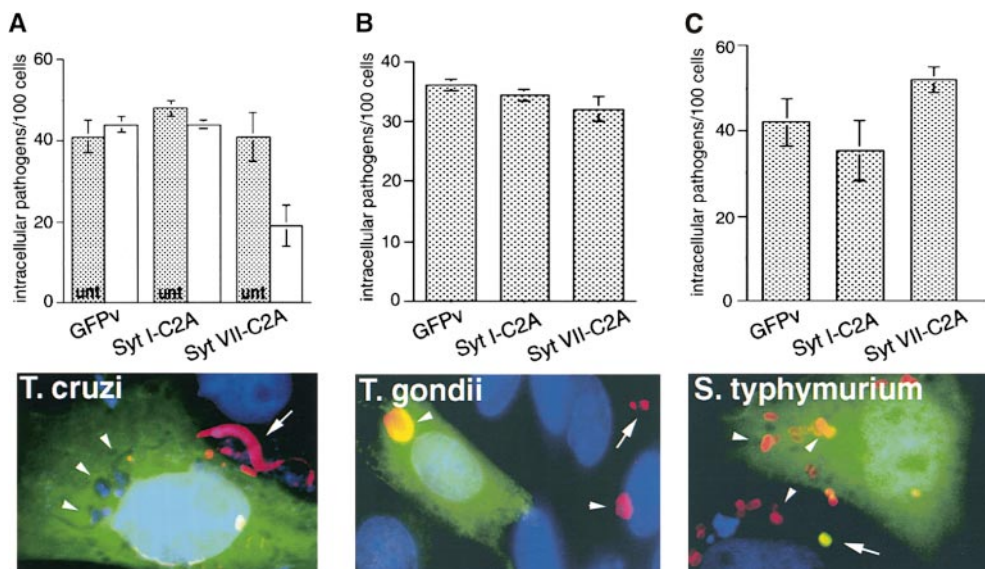 A
intracellular pathogens/100 cells
60
40
20
0
unt
unt
unt
GFPv
Syt I-C2A
Syt VII-C2A
T. cruzi
B
intracellular pathogens/100 cells
40
30
20
10
0
GFPv
Syt I-C2A
Syt VII-C2A
T. gondii
C
intracellular pathogens/100 cells
60
40
20
0
GFPv
Syt I-C2A
Syt VII-C2A
S. typhymurium